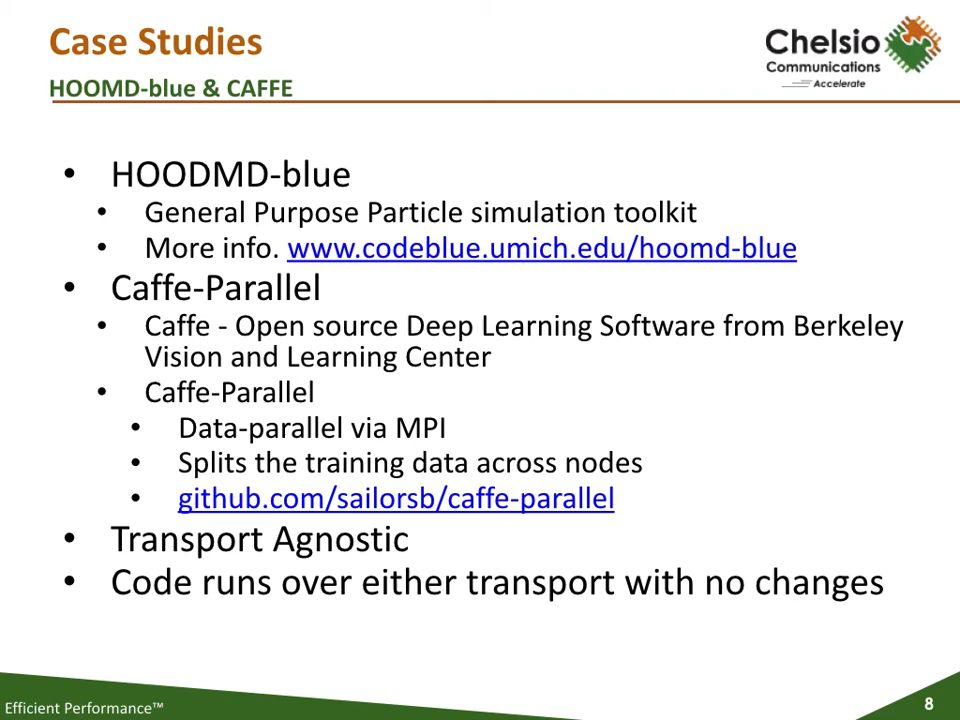 Case Studies
HOOMD-blue & CAFFE
Chelsio
Communications
Accelerate
• HOODMD-blue
• General Purpose Particle simulation toolkit
• More info. www.codeblue.umich.edu/hoomd-blue
• Caffe-Parallel
• Caffe - Open source Deep Learning Software from Berkeley
Vision and Learning Center
• Caffe-Parallel
• Data-parallel via MPI
• Splits the training data across nodes
• github.com/sailorsb/caffe-parallel
• Transport Agnostic
• Code runs over either transport with no changes
Efficient Performance™
8